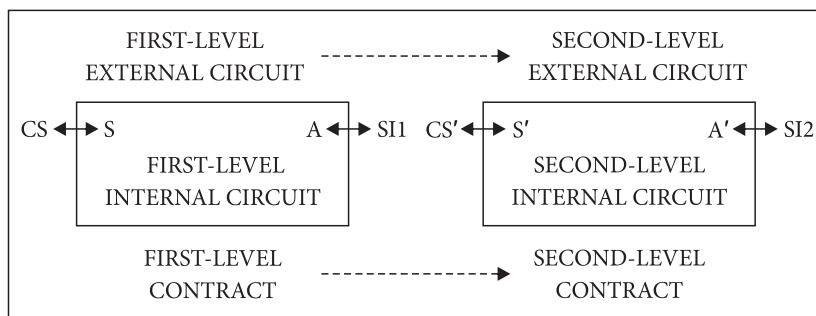 FIRST-LEVEL SECOND-LEVEL
EXTERNAL CIRCUIT EXTERNAL CIRCUIT
CS S A SI1 CS′ S′ A′ SI2
FIRST-LEVEL SECOND-LEVEL
INTERNAL CIRCUIT INTERNAL CIRCUIT
FIRST-LEVEL SECOND-LEVEL
CONTRACT CONTRACT